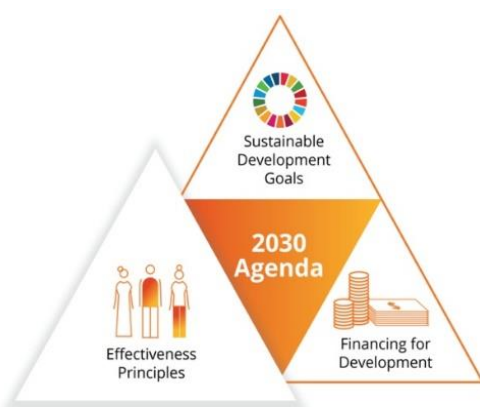 Sustainable
Development
Goals
2030
Agenda
Effectiveness
Principles
Financing for
Development